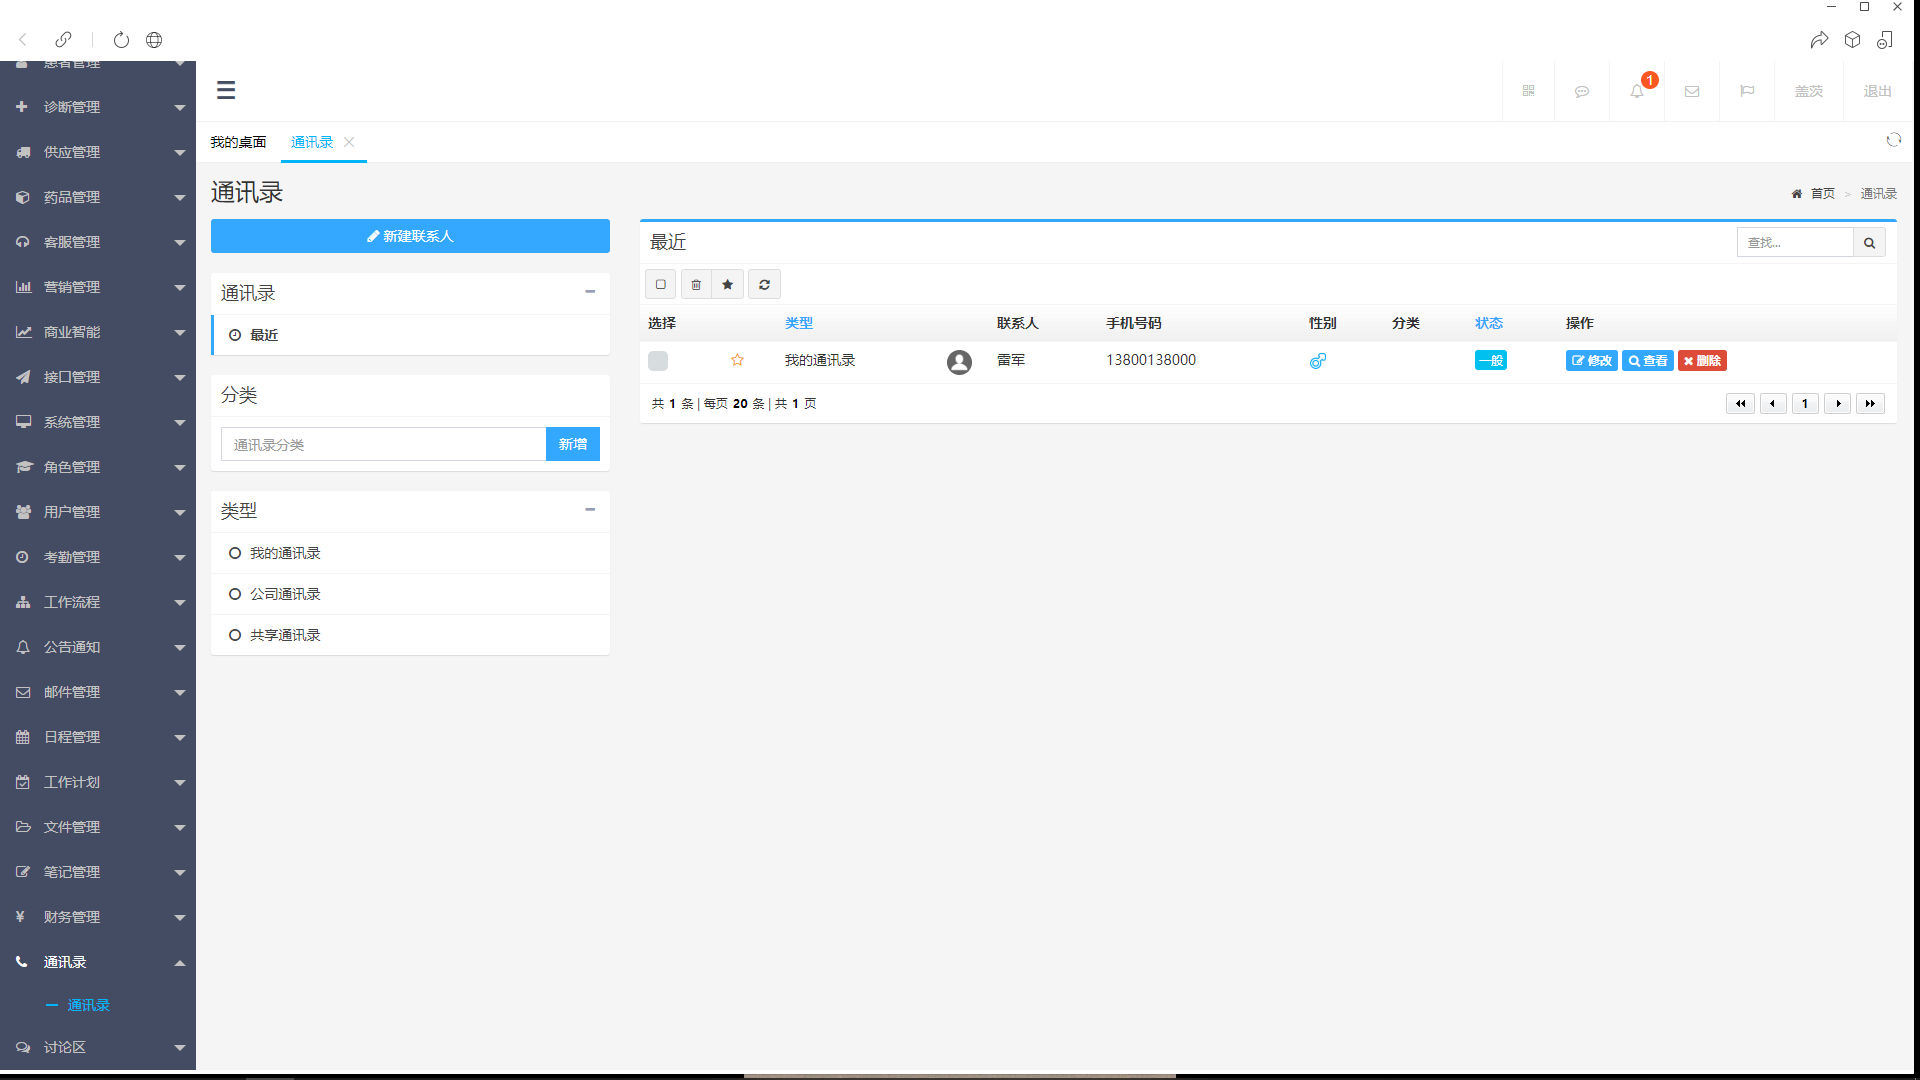 患者管理
诊断管理
供应管理
药品管理
客服管理
营销管理
商业智能
接口管理
系统管理
角色管理
用户管理
考勤管理
工作流程
公告通知
邮件管理
日程管理
工作计划
文件管理
笔记管理
¥ 财务管理
通讯录
通讯录
讨论区
1
盖茨
退出
我的桌面 通讯录
通讯录
首页 > 通讯录
新建联系人
通讯录
最近
分类
通讯录分类 新增
类型
我的通讯录
公司通讯录
共享通讯录
最近
查找...
选择 类型 联系人 手机号码 性别 分类 状态 操作
我的通讯录 雷军 13800138000 一般 修改 查看 删除
共 1 条 | 每页 20 条 | 共 1 页
1